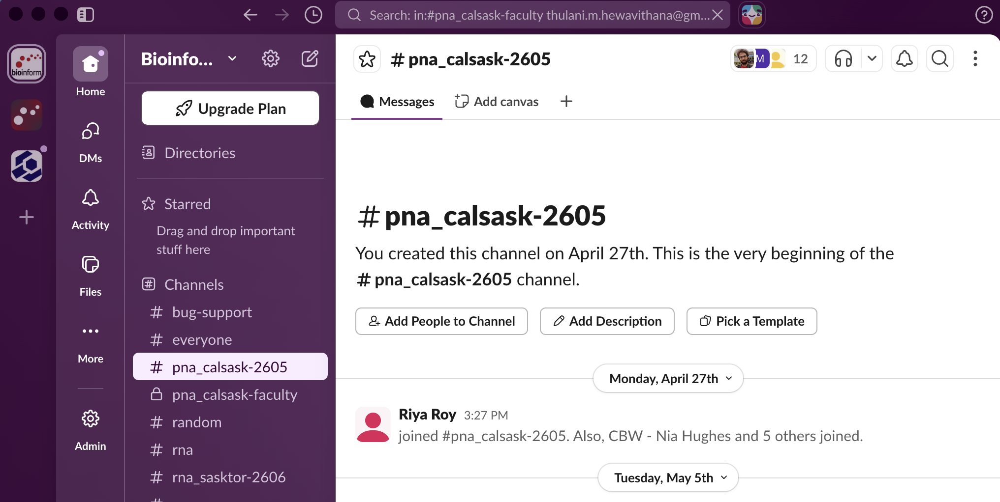 Search: in:#pna_calsask-faculty thulani.m.hewavithana@gm...
bioinform
Home
DMs
Activity
Files
More
Admin
Bioinfo...
Upgrade Plan
Directories
Starred
Drag and drop important
stuff here
Channels
# bug-support
# everyone
# pna_calsask-2605
pna_calsask-faculty
# random
# rna
# rna_sasktor-2606
# pna_calsask-2605
M
12
Messages
Add canvas
# pna_calsask-2605
You created this channel on April 27th. This is the very beginning of the
# pna_calsask-2605 channel.
Add People to Channel
Add Description
Pick a Template
Monday, April 27th
Riya Roy 3:27 PM
joined #pna_calsask-2605. Also, CBW - Nia Hughes and 5 others joined.
Tuesday, May 5th